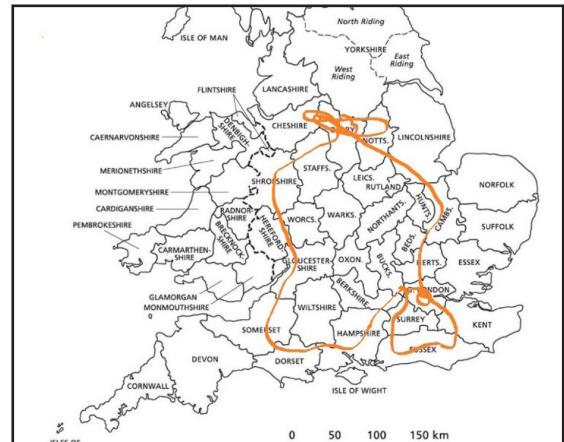 North Riding
ISLE OF MAN
YORKSHIRE
East
Riding
West
Riding
FLINTSHIRE
LANCASHIRE
ANGELSEY
CHESHIRE
NOTTS.
LINCOLNSHIRE
CAERNARVONSHIRE
DENBIGH-
SHIRE
MERIONETHSHIRE
STAFFS.
SHROPSHIRE
LEICS.
RUTLAND
NORFOLK
MONTGOMERYSHIRE
CARDIGANSHIRE
RADNOR-
SHIRE
PEMBROKESHIRE
WORCS.
WARKS.
NORTHANTS.
HUNTS.
CAMBS.
SUFFOLK
BRECKNOCK-
SHIRE
HEREFORD-
SHIRE
CARMARTHEN-
SHIRE
GLOUCESTER
SHIRE
OXON.
BUCKS.
BEDS.
HERTS.
ESSEX
GLAMORGAN
MONMOUTHSHIRE
BERKSHIRE
LONDON
WILTSHIRE
SURREY
KENT
SOMERSET
HAMPSHIRE
SUSSEX
DEVON
DORSET
CORNWALL
ISLE OF WIGHT
0 50 100 150 km
ISLES OF